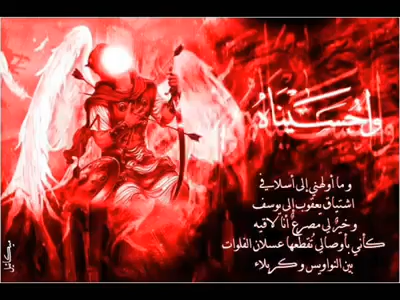 واحسيناه
وما أولهني إلى أسلافي
اشتياق يعقوب إلى يوسف
وخير لي مصرع أنا لاقيه
كأني بأوصالي تقطعها عسلان الفلوات
بين النواويس وكربلاء
ميكائيل